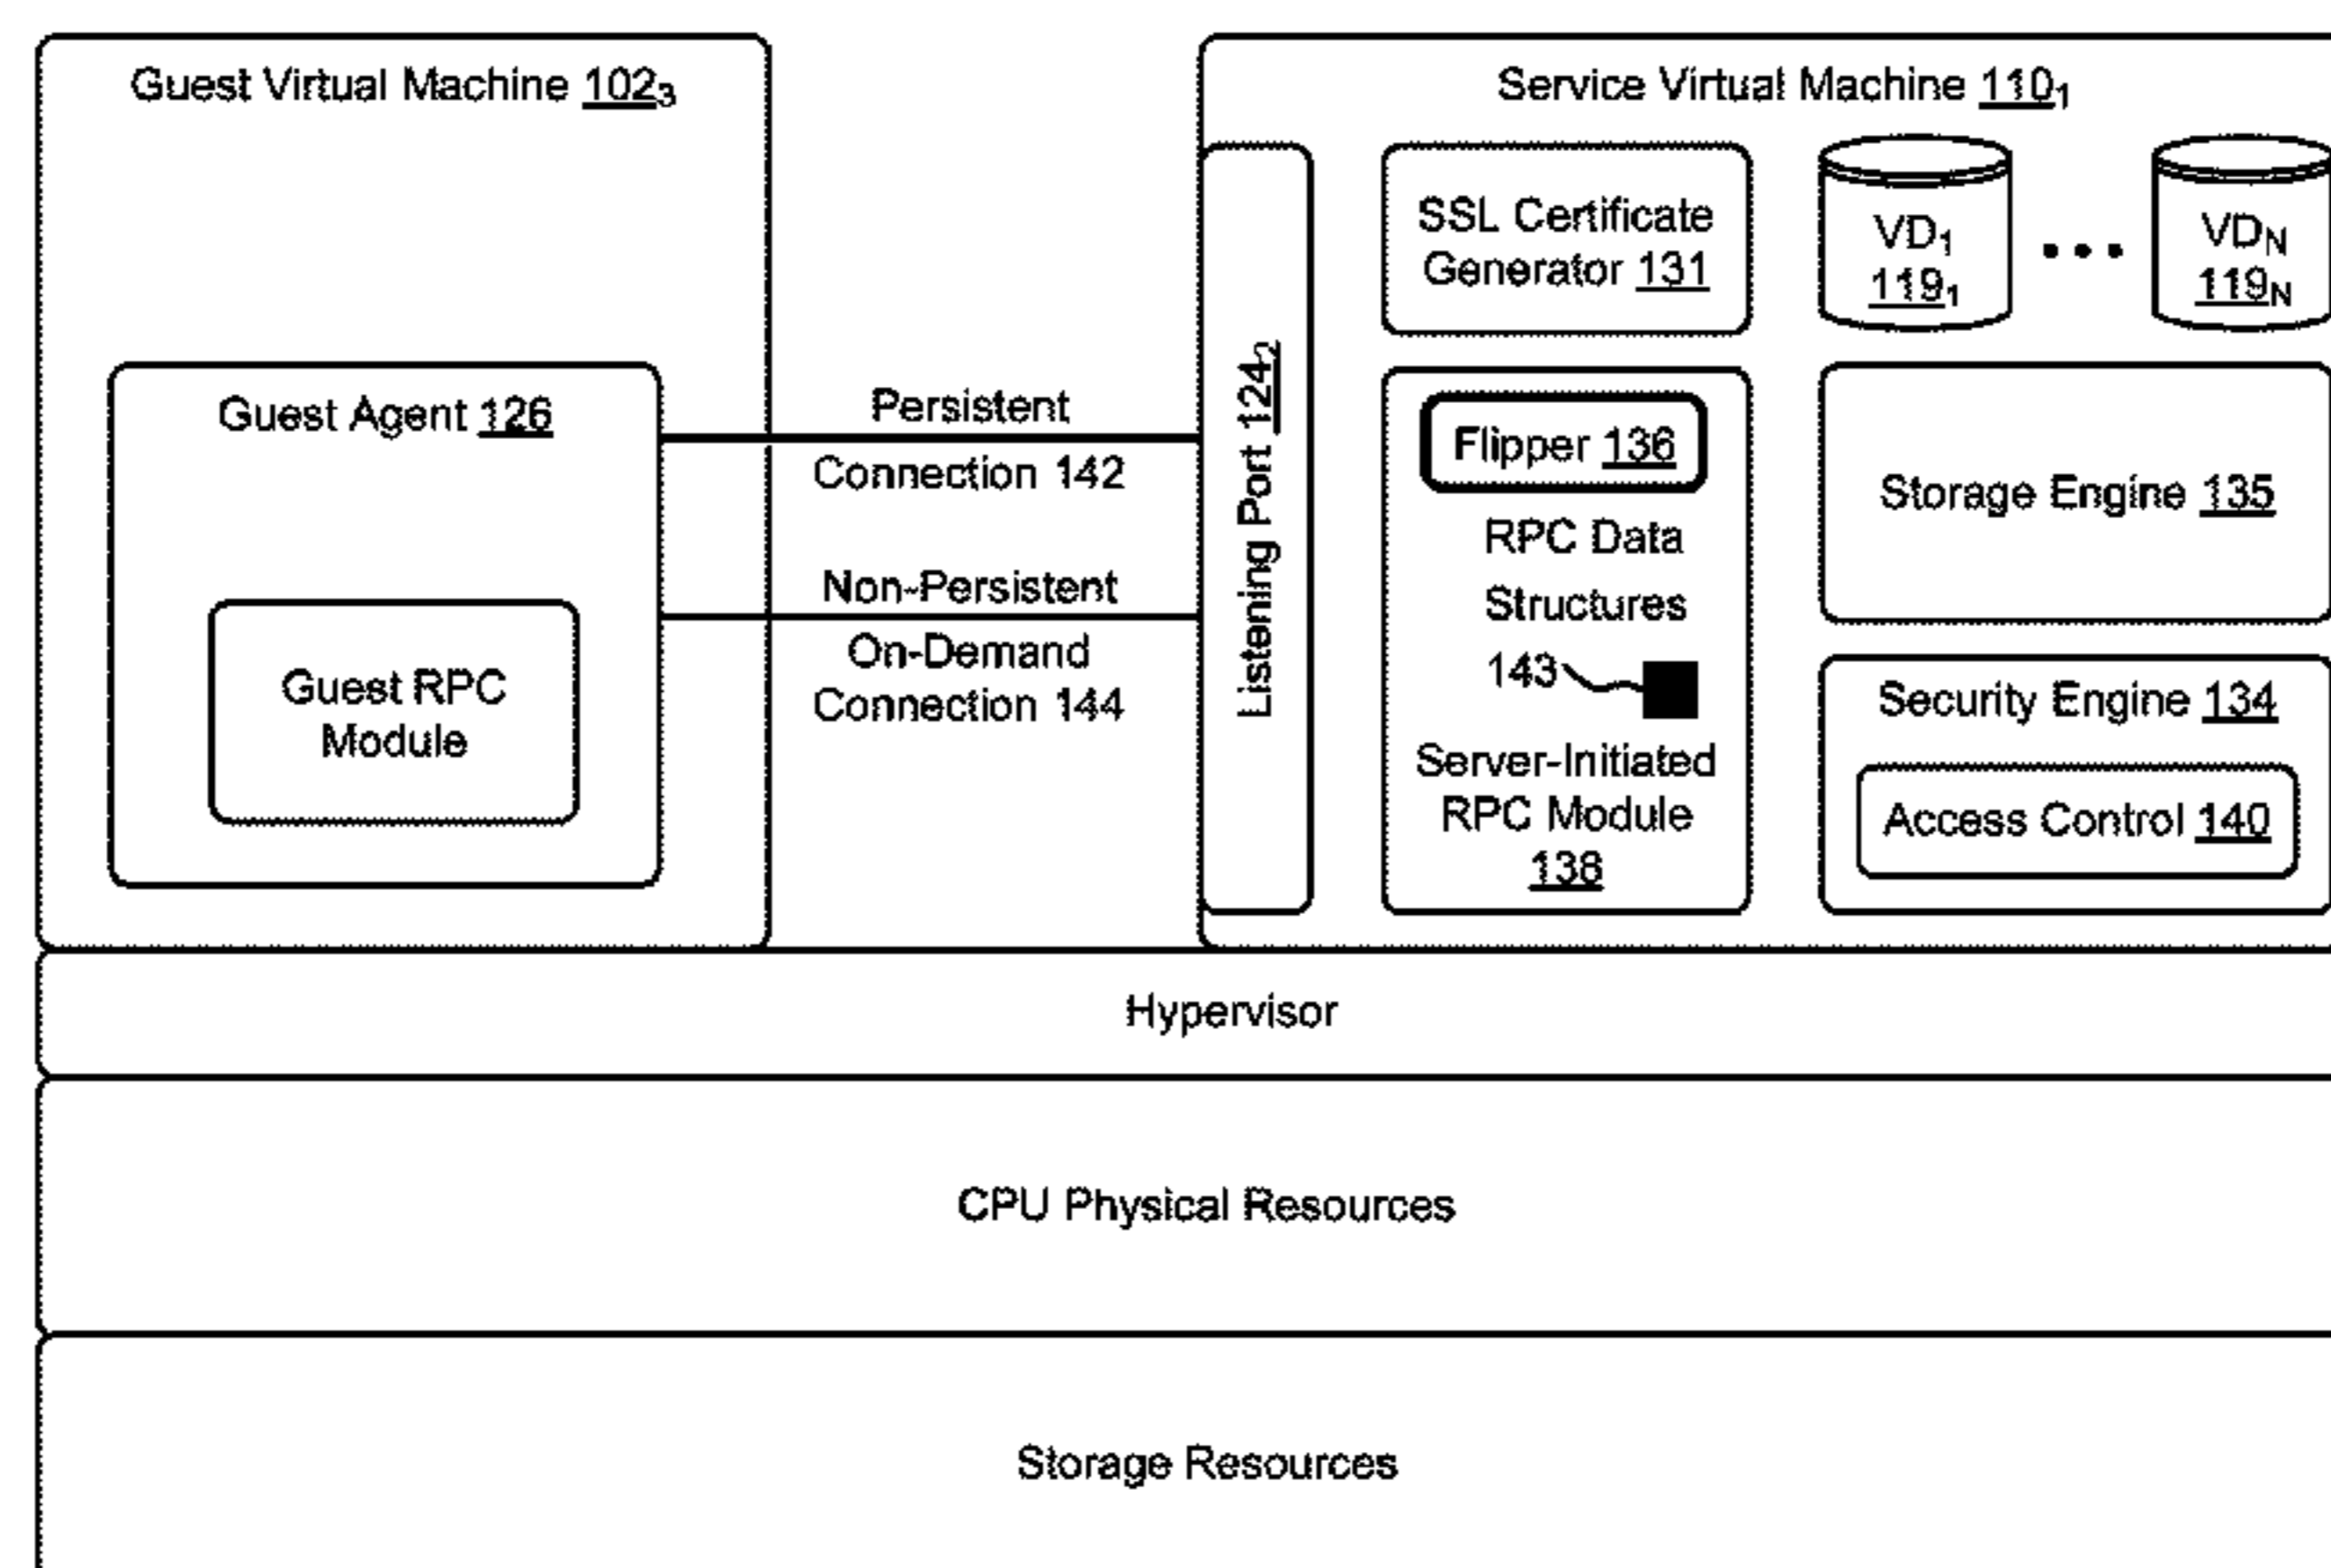 Guest Virtual Machine 102₃
Service Virtual Machine 110₁
Guest Agent 126
Guest RPC
Module
Persistent
Connection 142
Non-Persistent
On-Demand
Connection 144
Listening Port 124₂
SSL Certificate
Generator 131
VD₁
119₁
VD_N
119_N
Flipper 136
RPC Data
Structures
143
Server-Initiated
RPC Module
138
Storage Engine 135
Security Engine 134
Access Control 140
Hypervisor
CPU Physical Resources
Storage Resources